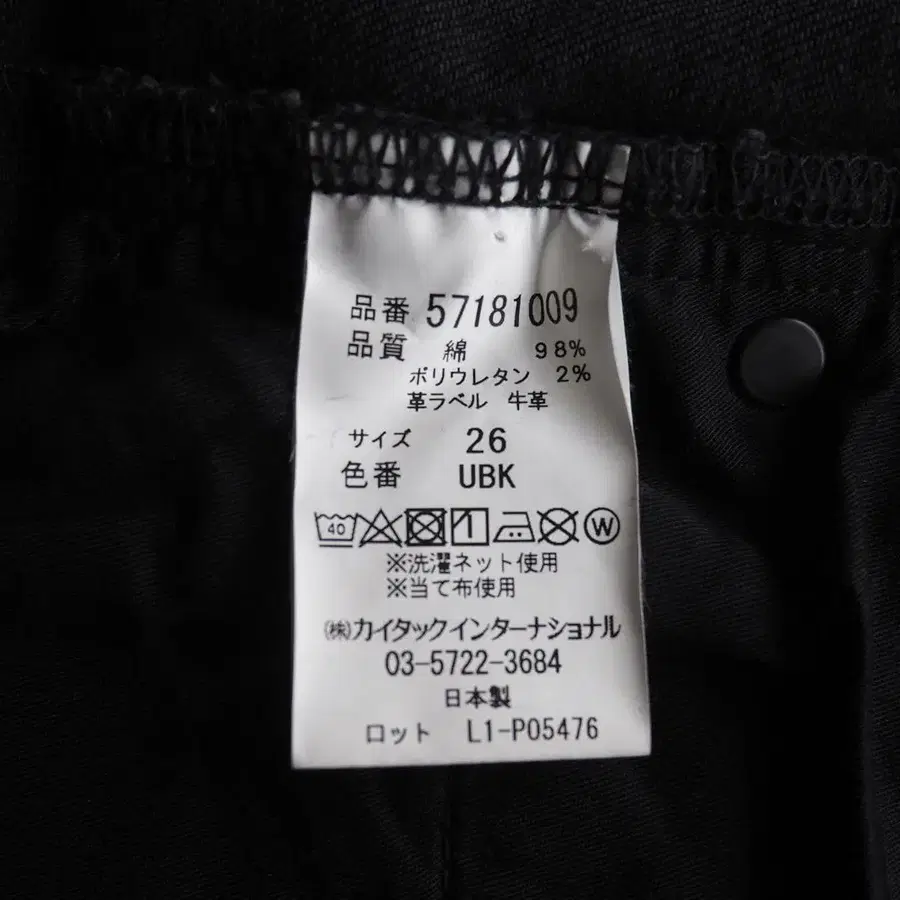 品番 57181009
品質 綿 98%
ポリウレタン 2%
革ラベル 牛革
サイズ 26
色番 UBK
40 W
※洗濯ネット使用
※当て布使用
㈱カイタックインターナショナル
03-5722-3684
日本製
ロット L1-P05476